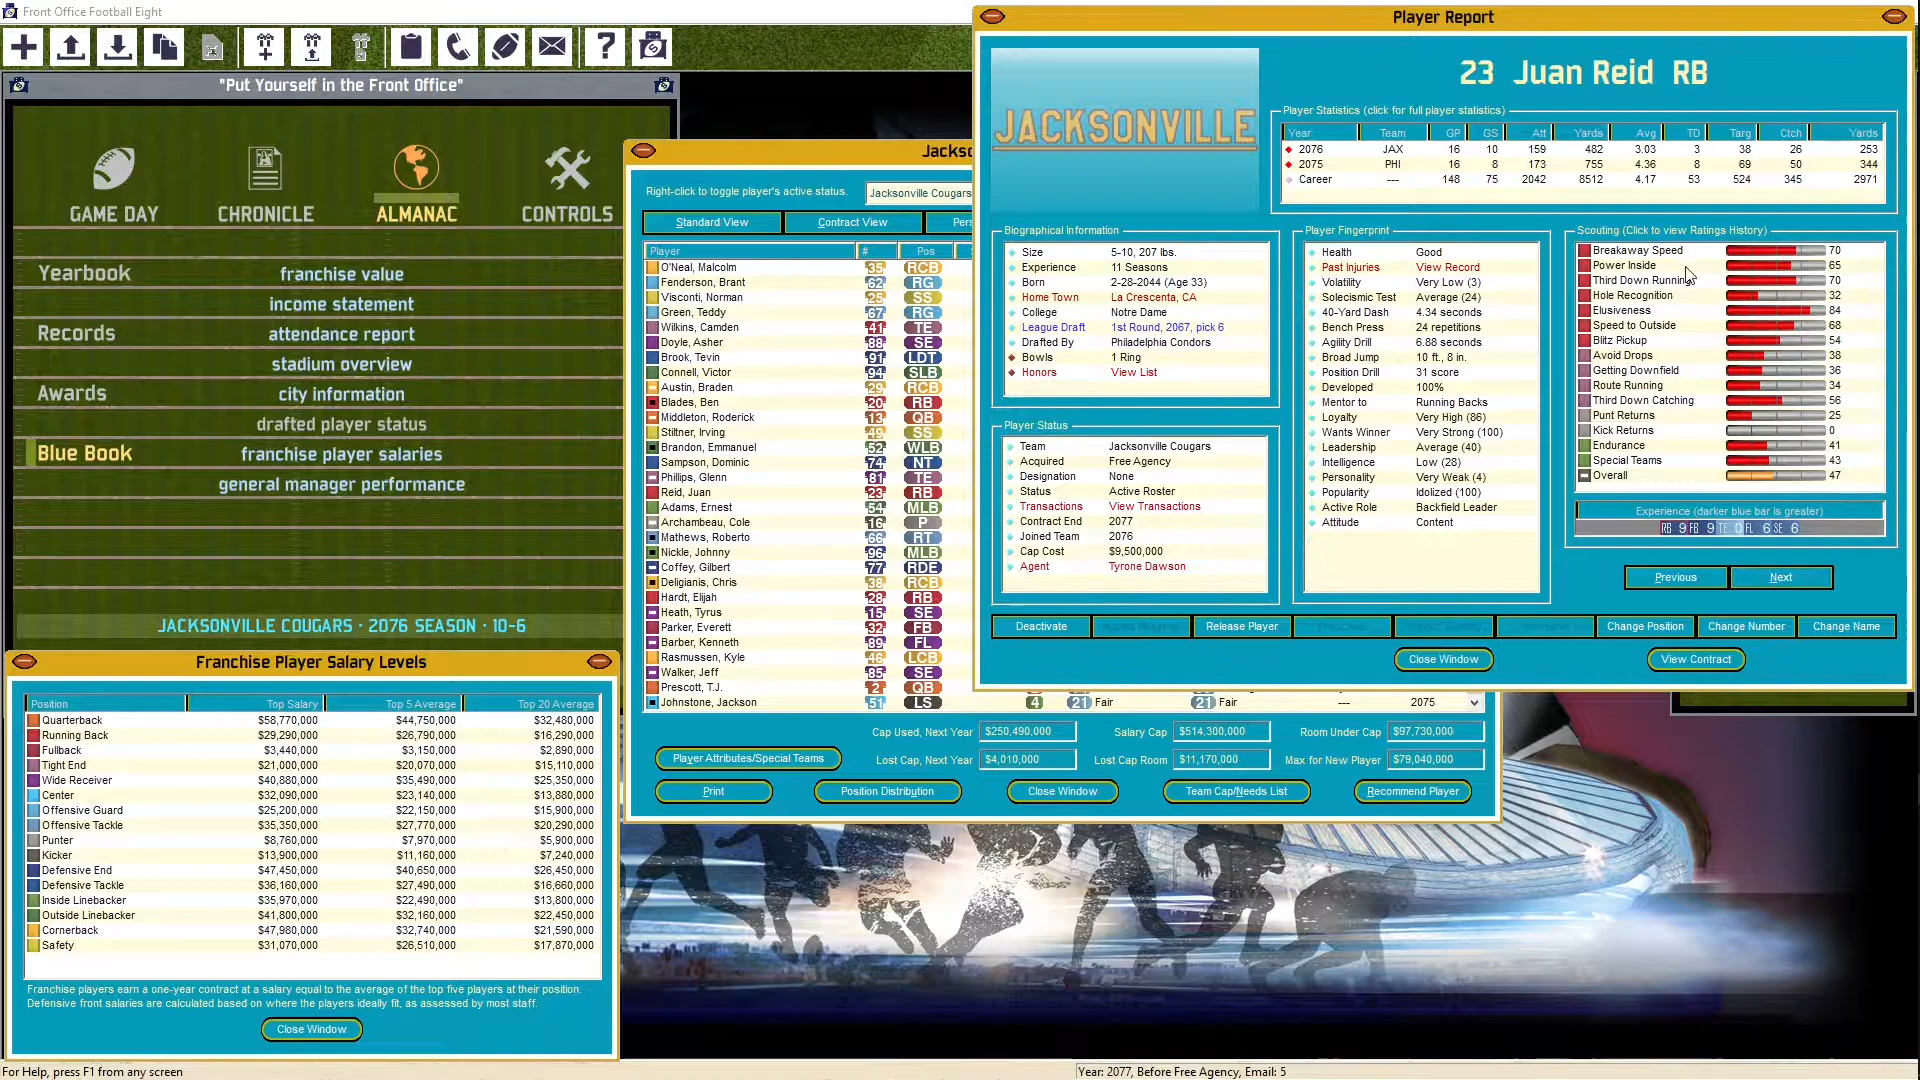 Front Office Football Eight
"Put Yourself in the Front Office"
GAME DAY CHRONICLE ALMANAC CONTROLS
Yearbook franchise value
income statement
Records attendance report
stadium overview
Awards city information
drafted player status
Blue Book franchise player salaries
general manager performance
JACKSONVILLE COUGARS · 2076 SEASON · 10-6
Franchise Player Salary Levels
Position Top Salary Top 5 Average Top 20 Average
Quarterback $58,770,000 $44,750,000 $32,480,000
Running Back $29,290,000 $26,790,000 $16,290,000
Fullback $3,440,000 $3,150,000 $2,890,000
Tight End $21,000,000 $20,070,000 $15,110,000
Wide Receiver $40,880,000 $35,490,000 $25,350,000
Center $32,090,000 $23,140,000 $13,880,000
Offensive Guard $25,200,000 $22,150,000 $15,900,000
Offensive Tackle $35,350,000 $27,770,000 $20,290,000
Punter $8,760,000 $7,970,000 $5,900,000
Kicker $13,900,000 $11,160,000 $7,240,000
Defensive End $47,450,000 $40,650,000 $26,450,000
Defensive Tackle $36,160,000 $27,490,000 $16,660,000
Inside Linebacker $35,970,000 $22,490,000 $13,800,000
Outside Linebacker $41,800,000 $32,160,000 $22,450,000
Cornerback $47,980,000 $32,740,000 $21,590,000
Safety $31,070,000 $26,510,000 $17,870,000
Franchise players earn a one-year contract at a salary equal to the average of the top five players at their position.
Defensive front salaries are calculated based on where the players ideally fit, as assessed by most staff.
Close Window
Jackso
Right-click to toggle player's active status. Jacksonville Cougars
Standard View Contract View Pers
Player # Pos
O'Neal, Malcolm 35 RCB
Fenderson, Brant 62 RG
Visconti, Norman 25 SS
Green, Teddy 67 RG
Wilkins, Camden 41 TE
Doyle, Asher 88 SE
Brook, Tevin 91 LDT
Connell, Victor 94 SLB
Austin, Braden 29 RCB
Blades, Ben 20 RB
Middleton, Roderick 13 QB
Stiltner, Irving 49 SS
Brandon, Emmanuel 52 WLB
Sampson, Dominic 74 NT
Phillips, Glenn 81 TE
Reid, Juan 23 RB
Adams, Ernest 54 MLB
Archambeau, Cole 16 P
Mathews, Roberto 66 RT
Nickle, Johnny 96 MLB
Coffey, Gilbert 77 RDE
Deligianis, Chris 38 RCB
Hardt, Elijah 28 RB
Heath, Tyrus 15 SE
Parker, Everett 32 FB
Barber, Kenneth 89 FL
Rasmussen, Kyle 46 LCB
Walker, Jeff 85 SE
Prescott, T.J. 2 QB
Johnstone, Jackson 51 LS 4 21 Fair 21 Fair --- 2075
Cap Used, Next Year $250,490,000 Salary Cap $514,300,000 Room Under Cap $97,730,000
Player Attributes/Special Teams Lost Cap, Next Year $4,010,000 Lost Cap Room $11,170,000 Max for New Player $79,040,000
Print Position Distribution Close Window Team Cap/Needs List Recommend Player
Player Report
JACKSONVILLE
23 Juan Reid RB
Player Statistics (click for full player statistics)
Year Team GP GS Att Yards Avg TD Targ Ctch Yards
2076 JAX 16 10 159 482 3.03 3 38 26 253
2075 PHI 16 8 173 755 4.36 8 69 50 344
Career --- 148 75 2042 8512 4.17 53 524 345 2971
Biographical Information
Size 5-10, 207 lbs.
Experience 11 Seasons
Born 2-28-2044 (Age 33)
Home Town La Crescenta, CA
College Notre Dame
League Draft 1st Round, 2067, pick 6
Drafted By Philadelphia Condors
Bowls 1 Ring
Honors View List
Player Status
Team Jacksonville Cougars
Acquired Free Agency
Designation None
Status Active Roster
Transactions View Transactions
Contract End 2077
Joined Team 2076
Cap Cost $9,500,000
Agent Tyrone Dawson
Player Fingerprint
Health Good
Past Injuries View Record
Volatility Very Low (3)
Solecismic Test Average (24)
40-Yard Dash 4.34 seconds
Bench Press 24 repetitions
Agility Drill 6.88 seconds
Broad Jump 10 ft., 8 in.
Position Drill 31 score
Developed 100%
Mentor to Running Backs
Loyalty Very High (86)
Wants Winner Very Strong (100)
Leadership Average (40)
Intelligence Low (28)
Personality Very Weak (4)
Popularity Idolized (100)
Active Role Backfield Leader
Attitude Content
Scouting (Click to view Ratings History)
Breakaway Speed 70
Power Inside 65
Third Down Running 70
Hole Recognition 32
Elusiveness 84
Speed to Outside 68
Blitz Pickup 54
Avoid Drops 38
Getting Downfield 36
Route Running 34
Third Down Catching 56
Punt Returns 25
Kick Returns 0
Endurance 41
Special Teams 43
Overall 47
Experience (darker blue bar is greater)
RB 9 FB 9 TE 0 FL 6 SE 6
Previous Next
Deactivate Release Player Change Position Change Number Change Name
Close Window View Contract
For Help, press F1 from any screen
Year: 2077, Before Free Agency, Email: 5